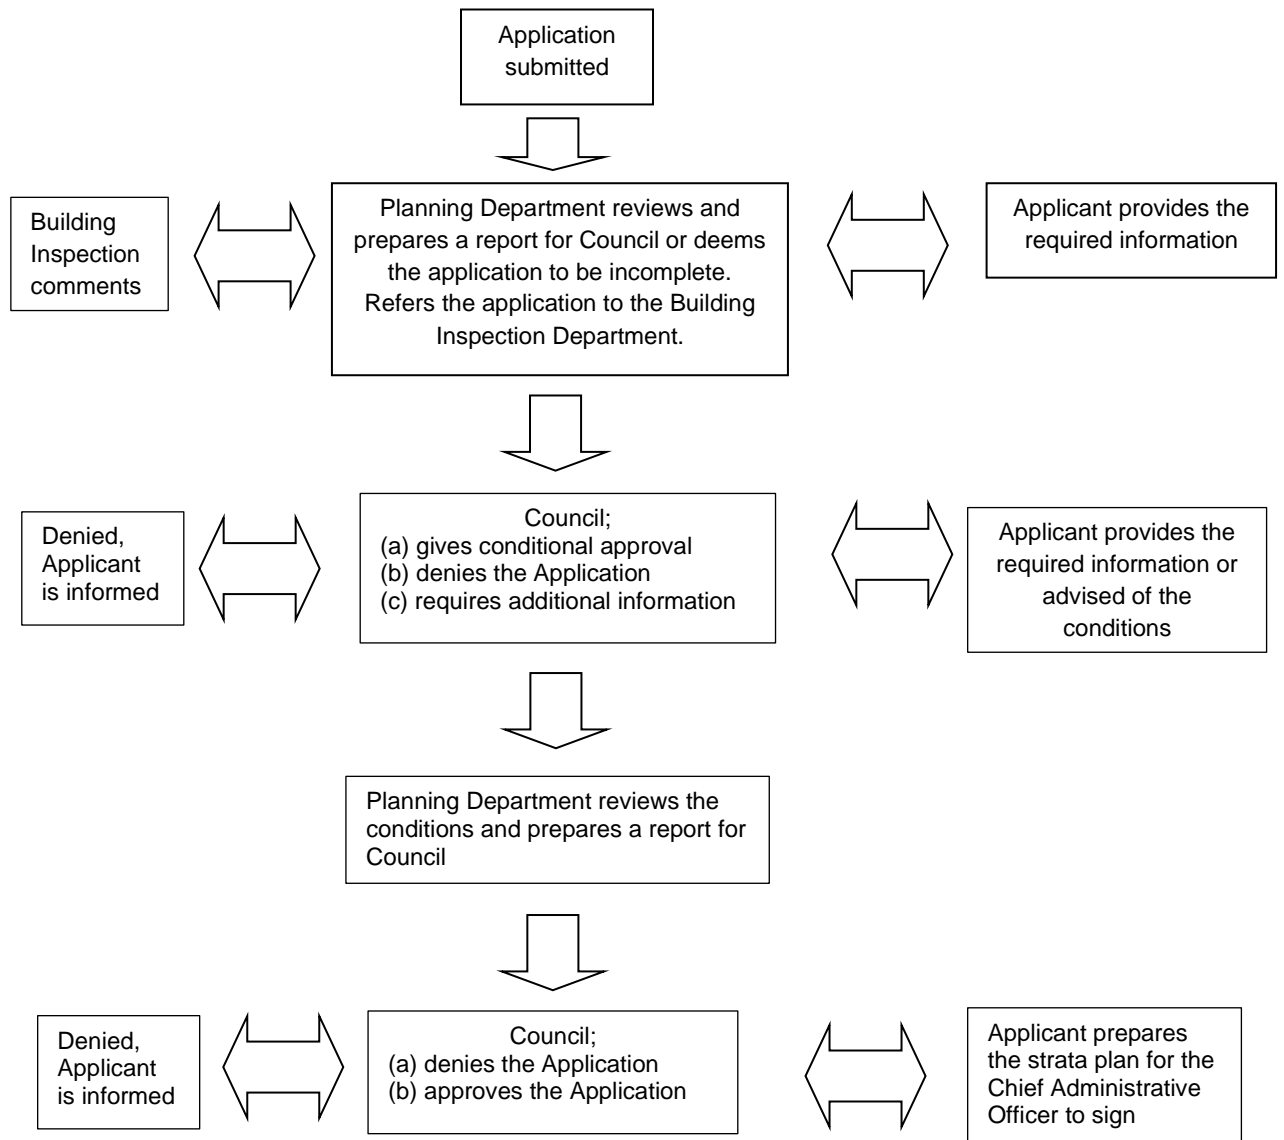 Application
submitted
Building
Inspection
comments
Planning Department reviews and
prepares a report for Council or deems
the application to be incomplete.
Refers the application to the Building
Inspection Department.
Applicant provides the
required information
Denied,
Applicant
is informed
Council;
(a) gives conditional approval
(b) denies the Application
(c) requires additional information
Applicant provides the
required information or
advised of the
conditions
Planning Department reviews the
conditions and prepares a report for
Council
Denied,
Applicant
is informed
Council;
(a) denies the Application
(b) approves the Application
Applicant prepares
the strata plan for the
Chief Administrative
Officer to sign